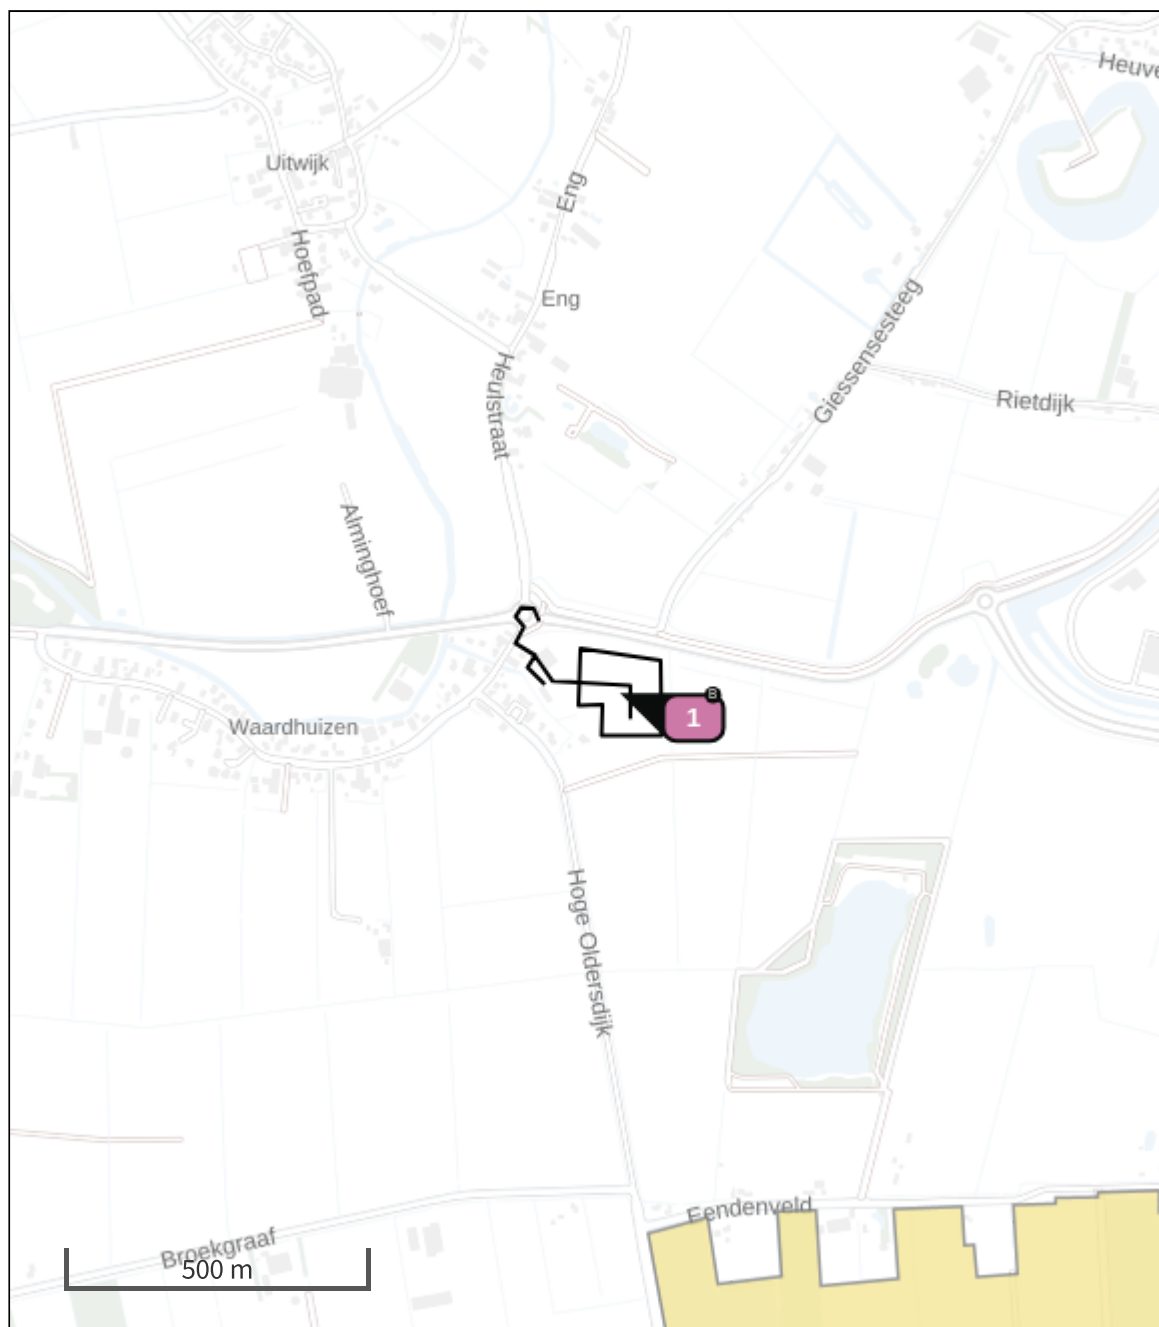 Heuve
Uitwijk
Eng
Hoefpad
Eng
Giessensesteeg
Heulstraat
Rietdijk
Alminghoef
B
1
Waardhuizen
Hoge Oldersdijk
Eendenveld
Broekgraaf
500 m